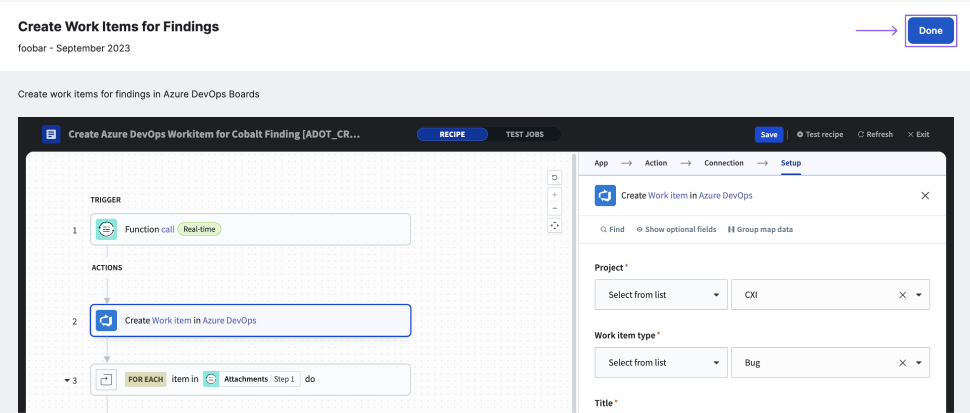 Create Work Items for Findings
foobar - September 2023
Done
Create work items for findings in Azure DevOps Boards
Create Azure DevOps Workitem for Cobalt Finding [ADOT_CR...
RECIPE
TEST JOBS
Save
Test recipe
Refresh
Exit
TRIGGER
1
Function call Real-time
ACTIONS
2
Create Work item in Azure DevOps
3
FOR EACH item in Attachments Step 1 do
App
Action
Connection
Setup
Create Work item in Azure DevOps
Find
Show optional fields
Group map data
Project *
Select from list
CXI
Work item type *
Select from list
Bug
Title *